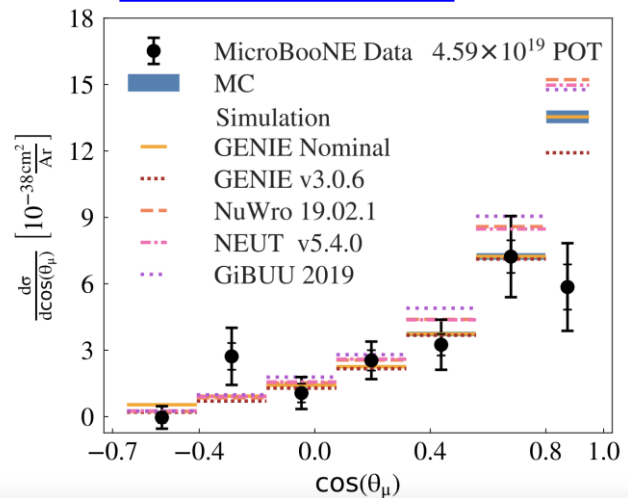 18
15
12
9
6
3
0
dσ
dcos(θμ)
[10⁻³⁸cm²
Ar]
MicroBooNE Data 4.59×10¹⁹ POT
MC
Simulation
GENIE Nominal
GENIE v3.0.6
NuWro 19.02.1
NEUT v5.4.0
GiBUU 2019
−0.7 −0.4 0.0 0.4 0.8 1.0
cos(θμ)